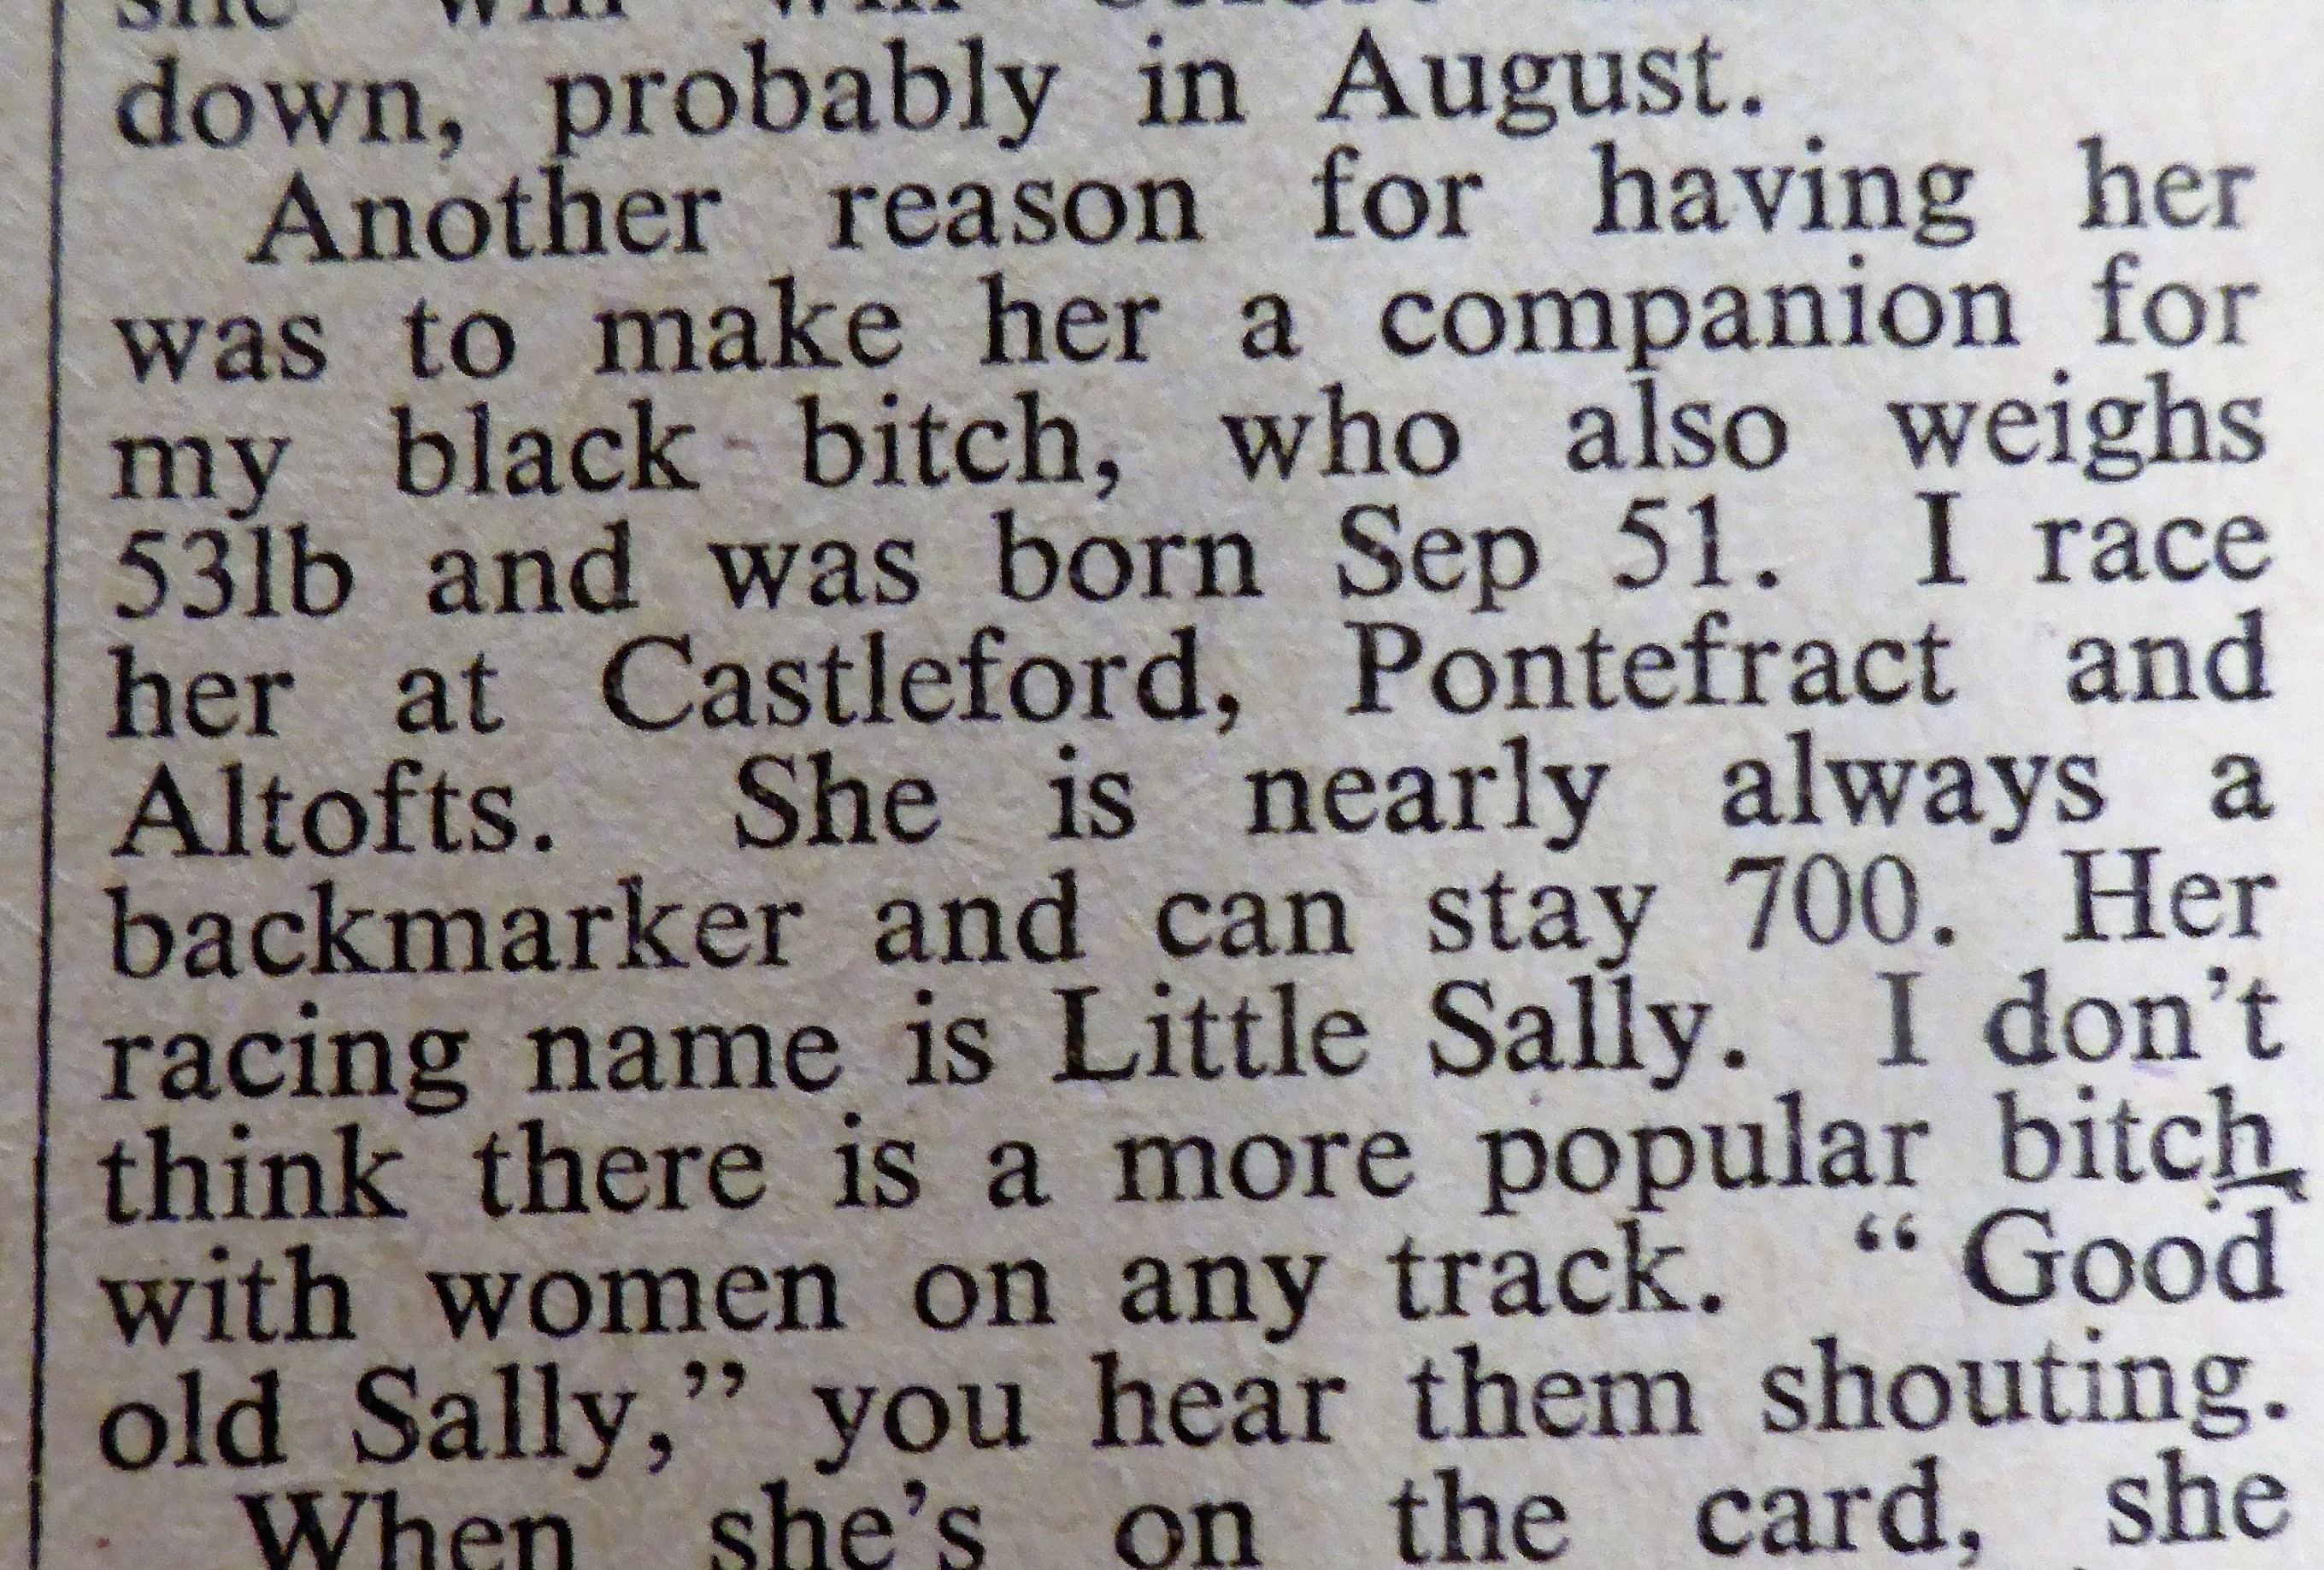 down, probably in August.
Another reason for having her
was to make her a companion for
my black bitch, who also weighs
53lb and was born Sep 51. I race
her at Castleford, Pontefract and
Altofts. She is nearly always a
backmarker and can stay 700. Her
racing name is Little Sally. I don't
think there is a more popular bitch
with women on any track. “ Good
old Sally,” you hear them shouting.
When she's on the card, she